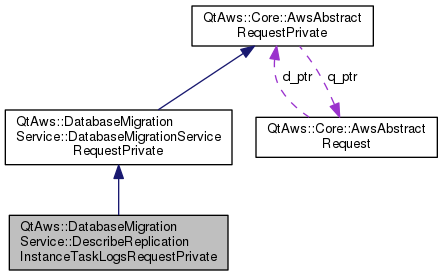 QtAws::Core::AwsAbstract
RequestPrivate
d_ptr
q_ptr
QtAws::DatabaseMigration
Service::DatabaseMigrationService
RequestPrivate
QtAws::Core::AwsAbstract
Request
QtAws::DatabaseMigration
Service::DescribeReplication
InstanceTaskLogsRequestPrivate